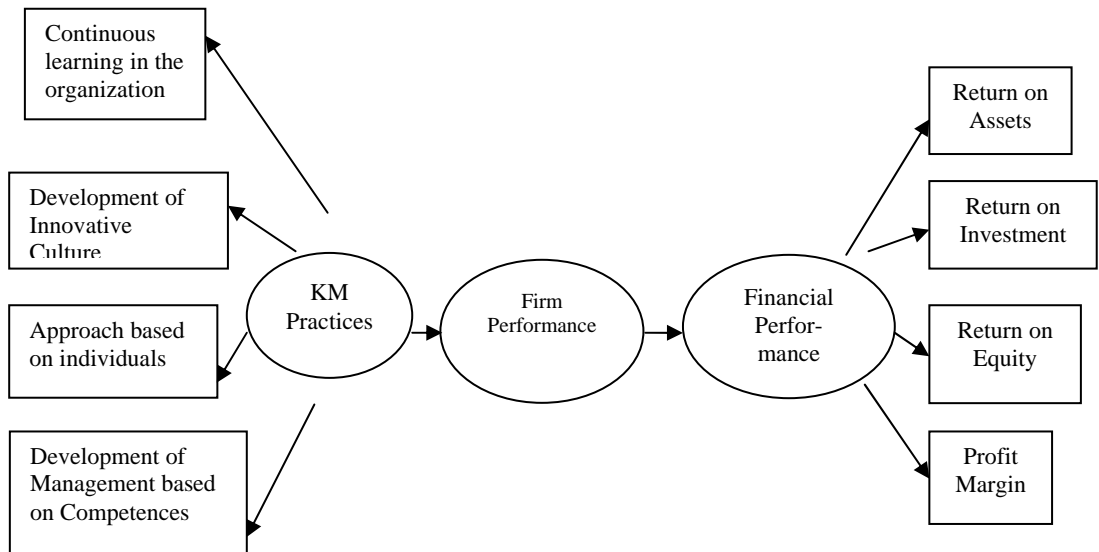 Continuous
learning in the
organization
Development of
Innovative
Culture
Approach based
on individuals
Development of
Management based
on Competences
KM
Practices
Firm
Performance
Financial
Perfor-
mance
Return on
Assets
Return on
Investment
Return on
Equity
Profit
Margin